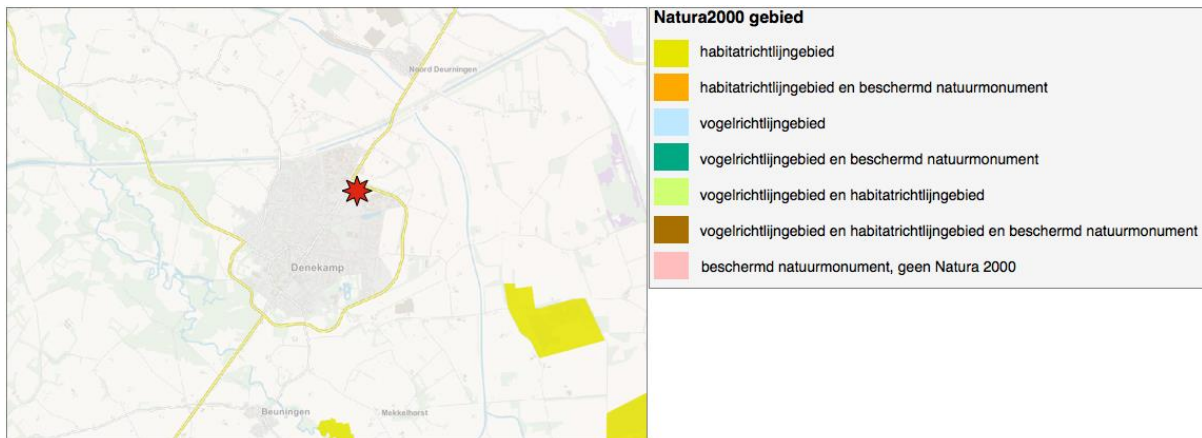 Noord Deurningen
Denekamp
Beuningen
Mekkelhorst
Natura2000 gebied
habitatrichtlijngebied
habitatrichtlijngebied en beschermd natuurmonument
vogelrichtlijngebied
vogelrichtlijngebied en beschermd natuurmonument
vogelrichtlijngebied en habitatrichtlijngebied
vogelrichtlijngebied en habitatrichtlijngebied en beschermd natuurmonument
beschermd natuurmonument, geen Natura 2000